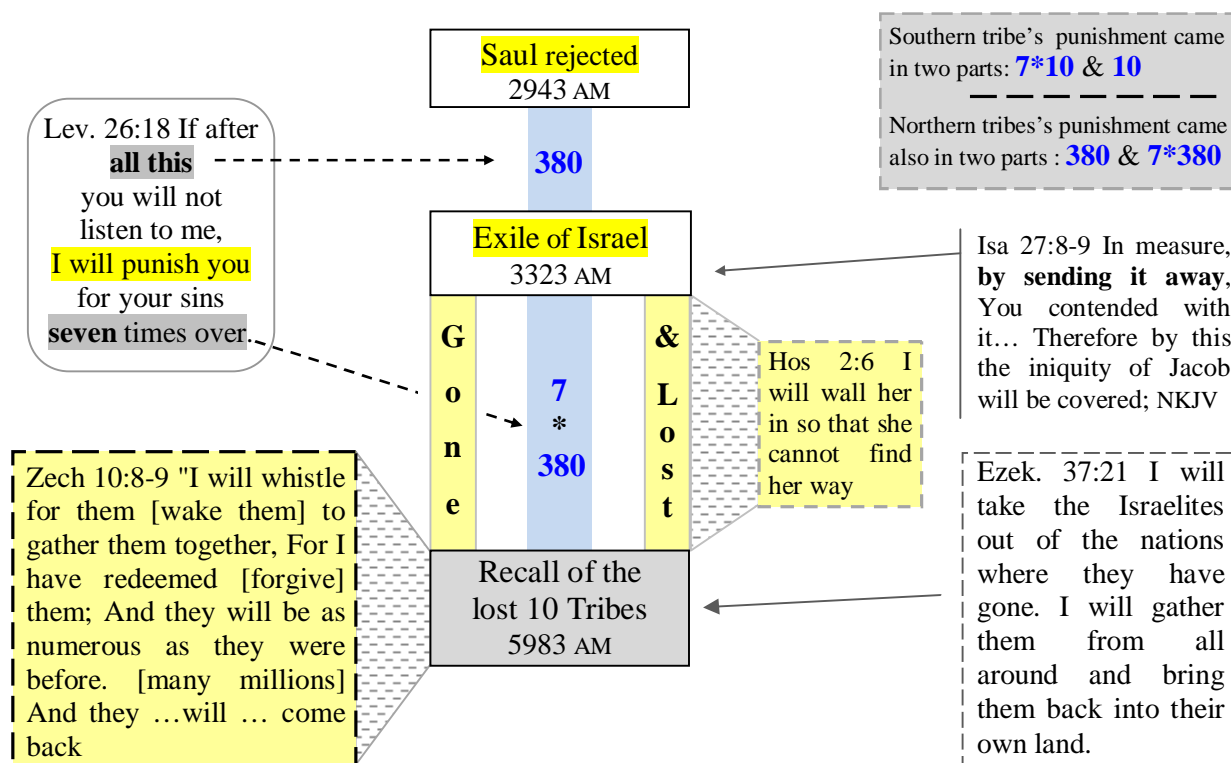 Saul rejected
2943 AM
Southern tribe’s punishment came
in two parts: 7*10 & 10
Northern tribes’s punishment came
also in two parts : 380 & 7*380
Lev. 26:18 If after
all this
you will not
listen to me,
I will punish you
for your sins
seven times over.
380
Exile of Israel
3323 AM
Isa 27:8-9 In measure,
by sending it away,
You contended with
it… Therefore by this
the iniquity of Jacob
will be covered; NKJV
G
o
n
e
7
*
380
&
L
o
s
t
Hos 2:6 I
will wall her
in so that she
cannot find
her way
Zech 10:8-9 "I will whistle
for them [wake them] to
gather them together, For I
have redeemed [forgive]
them; And they will be as
numerous as they were
before. [many millions]
And they …will … come
back
Recall of the
lost 10 Tribes
5983 AM
Ezek. 37:21 I will
take the Israelites
out of the nations
where they have
gone. I will gather
them from all
around and bring
them back into their
own land.